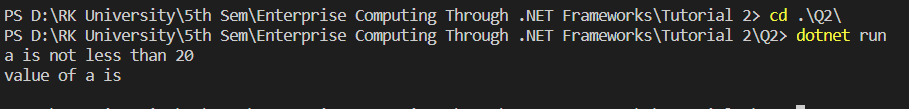 PS D:\RK University\5th Sem\Enterprise Computing Through .NET Frameworks\Tutorial 2> cd .\Q2\
PS D:\RK University\5th Sem\Enterprise Computing Through .NET Frameworks\Tutorial 2\Q2> dotnet run
a is not less than 20
value of a is